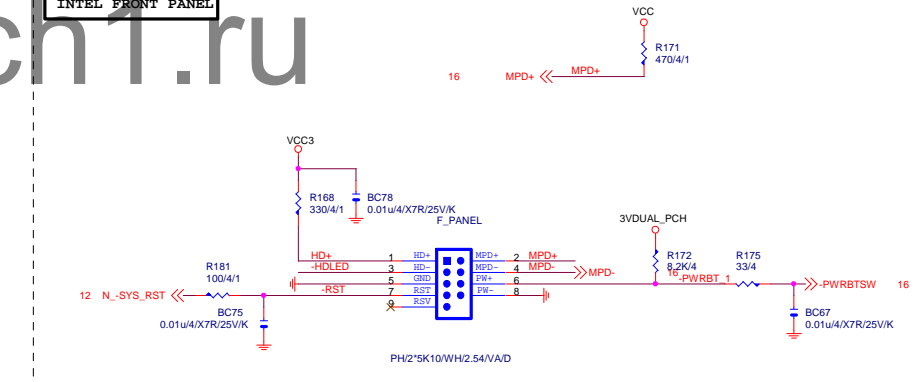 INTEL FRONT PANEL
ch1.ru
VCC
R171
470/4/1
16
MPD+
MPD+
VCC3
R168
330/4/1
BC78
0.01u/4/X7R/25V/K
F_PANEL
3VDUAL_PCH
R172
8.2K/4
R175
33/4
HD+ 1 HD+ MPD+ 2 MPD+
-HDLED 3 HD- MPD- 4 MPD-
MPD-
16
5 GND PW+ 6
-PWRBT_1
-PWRBTSW 16
R181
100/4/1
12 N_-SYS_RST
-RST 7 RST PW- 8
9 RSV
BC75
0.01u/4/X7R/25V/K
BC67
0.01u/4/X7R/25V/K
PH/2*5K10/WH/2.54/VA/D